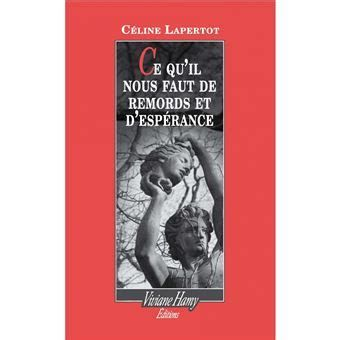 CÉLINE LAPERTOT
CE QU'IL
NOUS FAUT DE
REMORDS ET
D'ESPÉRANCE
Viviane Hamy
Éditions